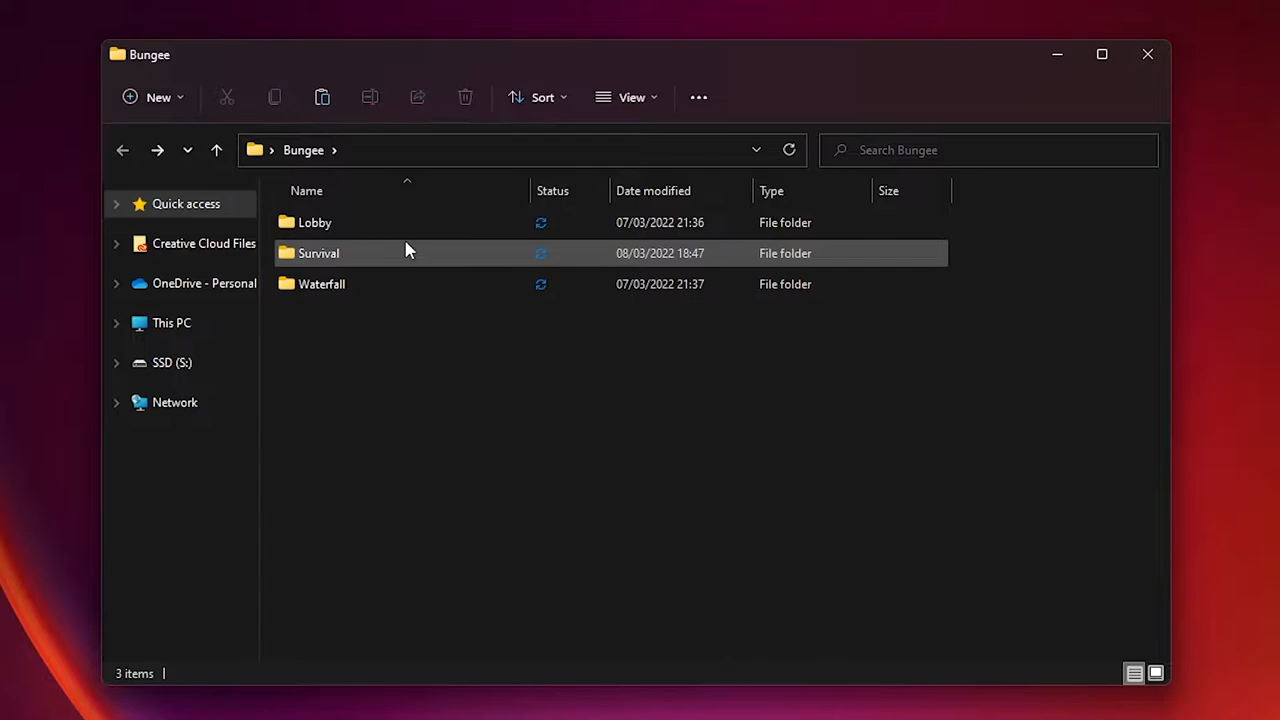 Bungee
New Sort View
Bungee Search Bungee
Name Status Date modified Type Size
Quick access
Creative Cloud Files
OneDrive - Personal
This PC
SSD (S:)
Network
Lobby 07/03/2022 21:36 File folder
Survival 08/03/2022 18:47 File folder
Waterfall 07/03/2022 21:37 File folder
3 items